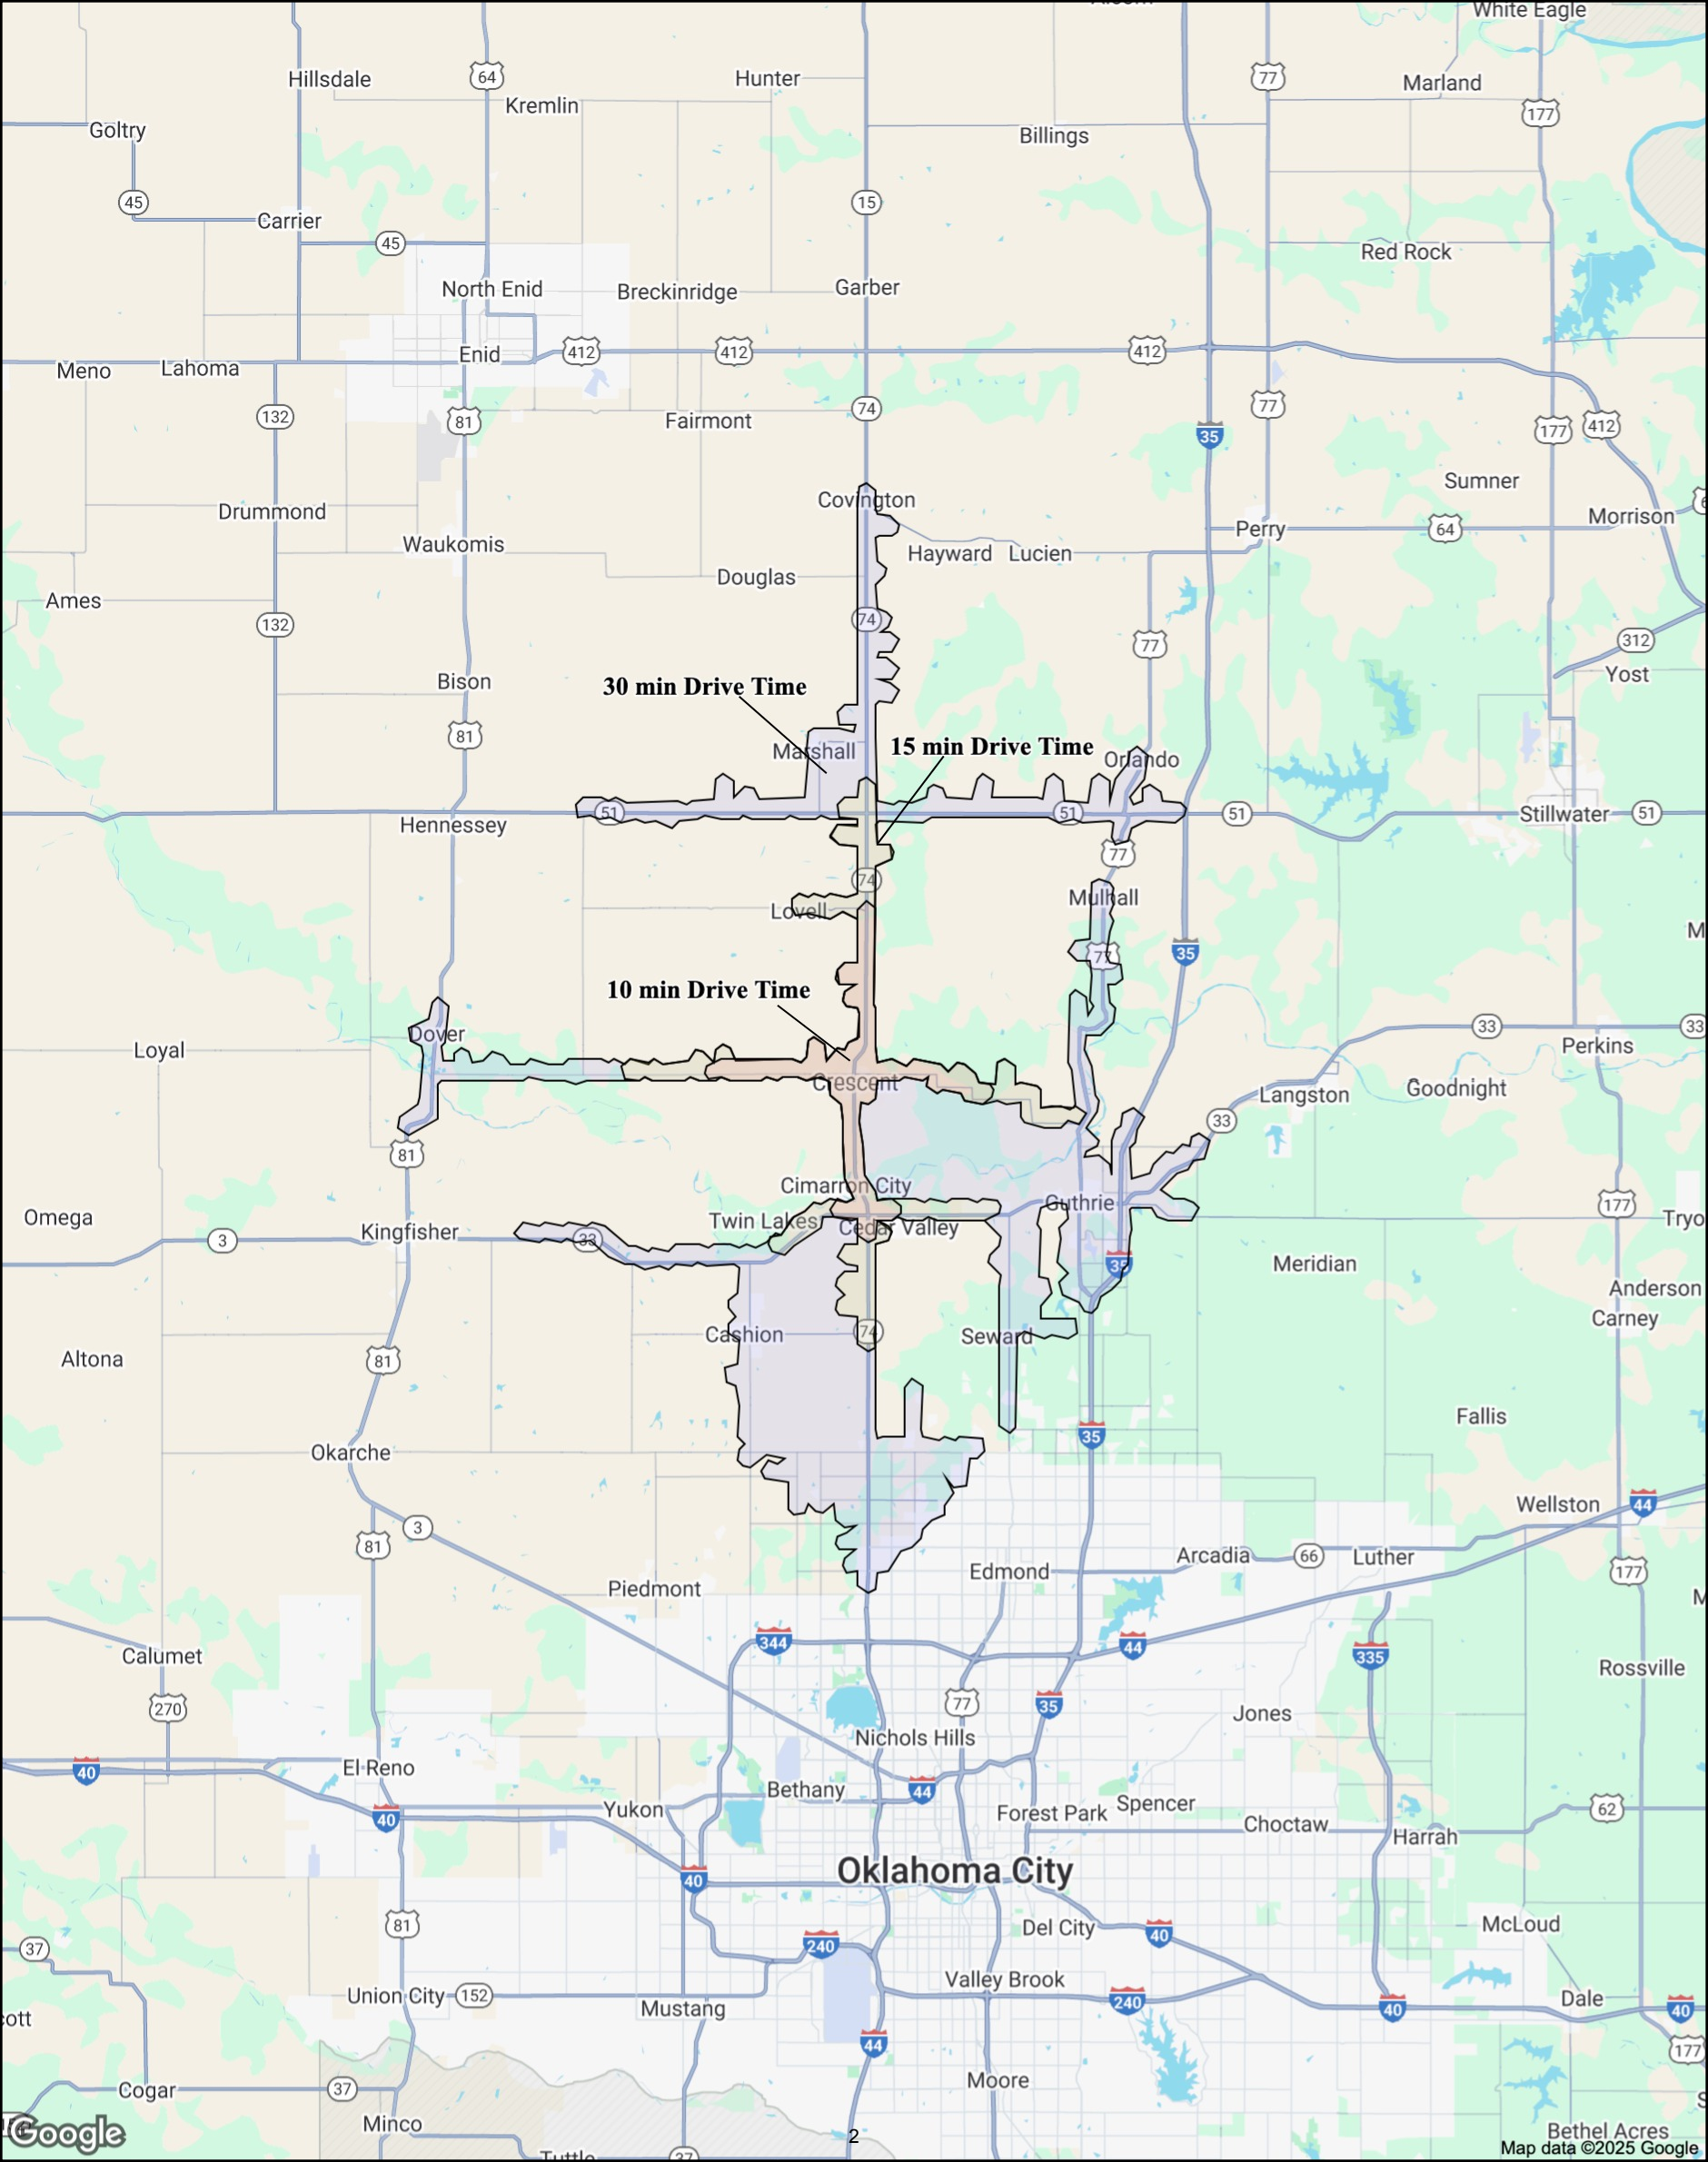 White Eagle
Hillsdale
64
Hunter
77
Marland
Kremlin
177
Goltry
Billings
45
15
Carrier
45
Red Rock
North Enid
Breckinridge
Garber
Enid
412
412
412
Meno
Lahoma
77
132
74
Fairmont
81
35
177
412
Sumner
Covington
Drummond
Morrison
Perry
64
Waukomis
Hayward
Lucien
Douglas
Ames
132
74
77
312
Yost
Bison
30 min Drive Time
81
15 min Drive Time
Marshall
Orlando
51
51
51
Stillwater
51
Hennessey
77
74
Mulhall
Lovell
77
35
10 min Drive Time
33
33
Dover
Perkins
Loyal
Crescent
Goodnight
Langston
33
81
Cimarron City
Guthrie
177
Omega
Twin Lakes
Tryo
Kingfisher
Cedar Valley
3
33
35
Meridian
Anderson
Carney
Cashion
74
Seward
Altona
81
Fallis
35
Okarche
Wellston
44
3
81
Arcadia
66
Luther
Edmond
177
Piedmont
344
44
Calumet
335
Rossville
270
77
35
Jones
Nichols Hills
El Reno
40
Bethany
44
Yukon
Forest Park
Spencer
62
40
Choctaw
Harrah
Oklahoma City
40
81
Del City
McLoud
40
37
240
Valley Brook
Union City
152
240
Dale
Mustang
40
40
cott
44
177
Moore
Cogar
37
Minco
Google
2
Bethel Acres
Map data ©2025 Google
Tuttle
37